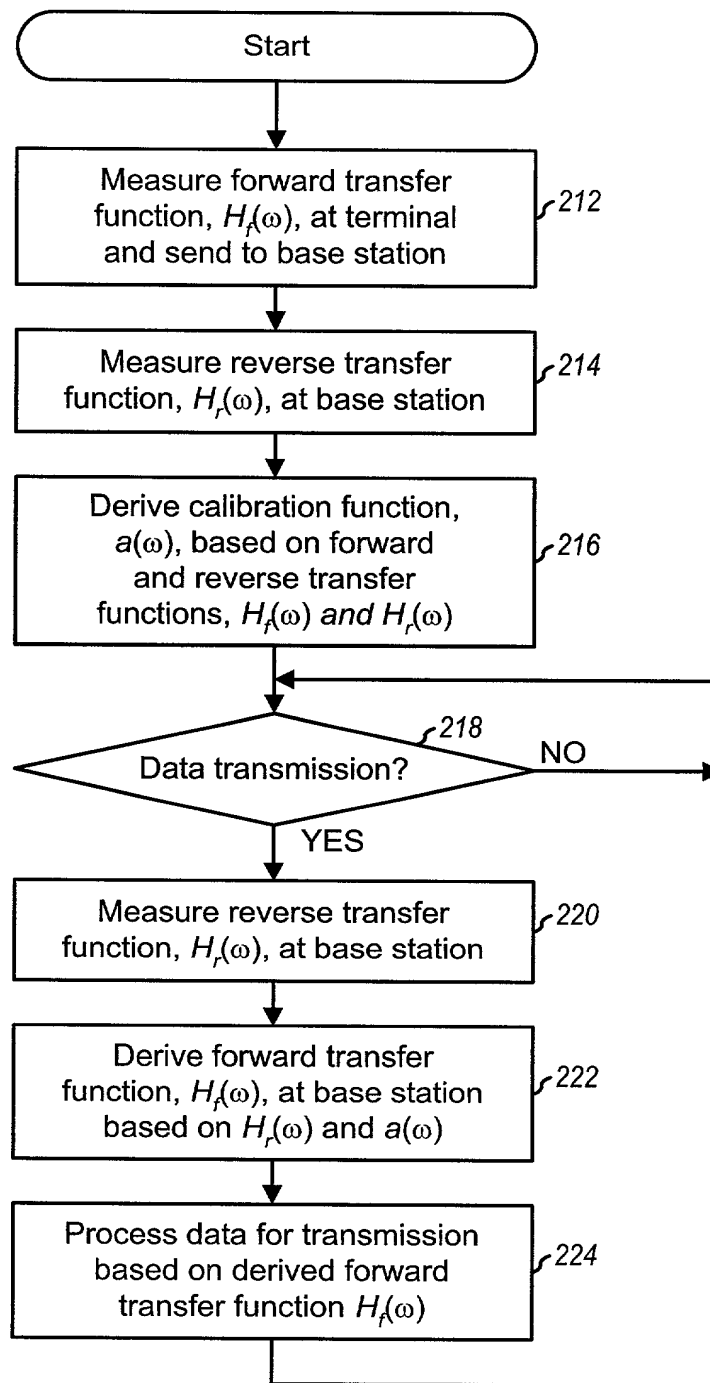 Start
Measure forward transfer
function, H_f(ω), at terminal
and send to base station
212
Measure reverse transfer
function, H_r(ω), at base station
214
Derive calibration function,
a(ω), based on forward
and reverse transfer
functions, H_f(ω) and H_r(ω)
216
218
Data transmission?
NO
YES
Measure reverse transfer
function, H_r(ω), at base station
220
Derive forward transfer
function, H_f(ω), at base station
based on H_r(ω) and a(ω)
222
Process data for transmission
based on derived forward
transfer function H_f(ω)
224